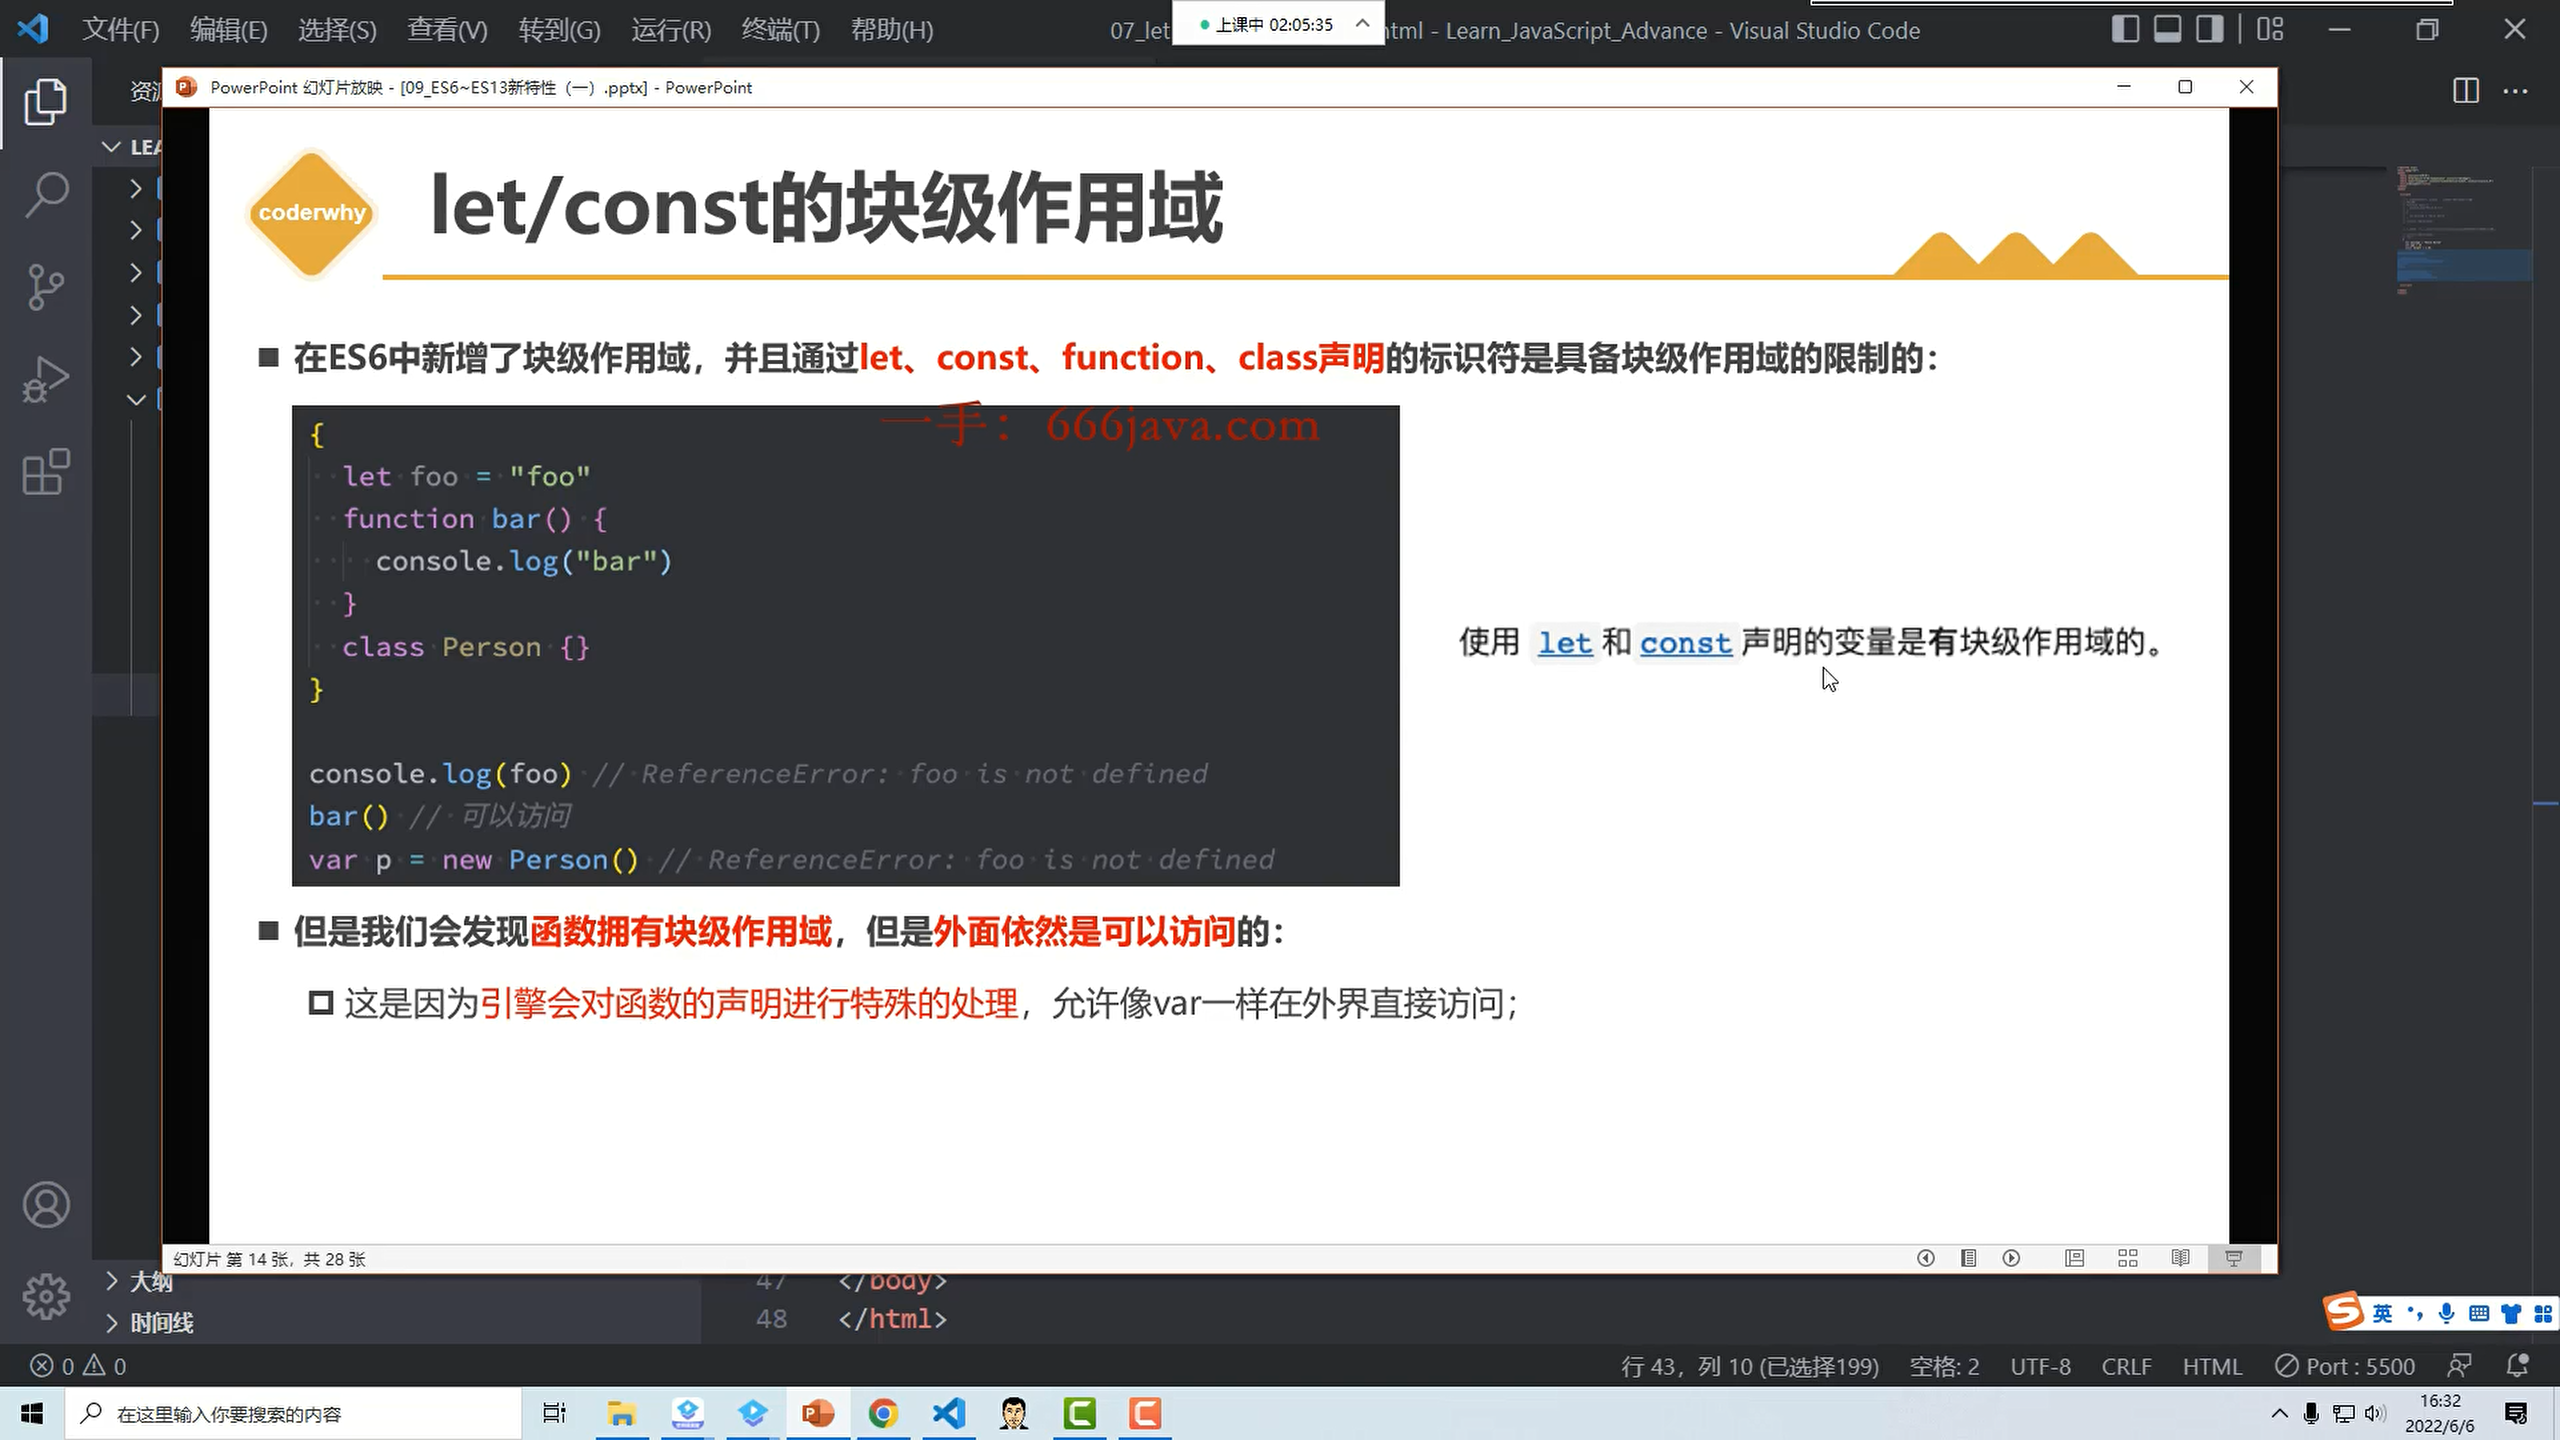 文件(F) 编辑(E) 选择(S) 查看(V) 转到(G) 运行(R) 终端(T) 帮助(H)
07_let
上课中 02:05:35
html - Learn_JavaScript_Advance - Visual Studio Code
PowerPoint 幻灯片放映 - [09_ES6~ES13新特性（一）.pptx] - PowerPoint
coderwhy
let/const的块级作用域
在ES6中新增了块级作用域，并且通过let、const、function、class声明的标识符是具备块级作用域的限制的：
一手： 666java.com
{
let foo = "foo"
function bar() {
console.log("bar")
}
class Person {}
}
console.log(foo) // ReferenceError: foo is not defined
bar() // 可以访问
var p = new Person() // ReferenceError: foo is not defined
使用 let 和 const 声明的变量是有块级作用域的。
但是我们会发现函数拥有块级作用域，但是外面依然是可以访问的：
这是因为引擎会对函数的声明进行特殊的处理，允许像var一样在外界直接访问；
幻灯片 第 14 张，共 28 张
大纲
时间线
47 </body>
48 </html>
英
0 0
行 43，列 10 (已选择199) 空格: 2 UTF-8 CRLF HTML Port : 5500
在这里输入你要搜索的内容
16:32
2022/6/6